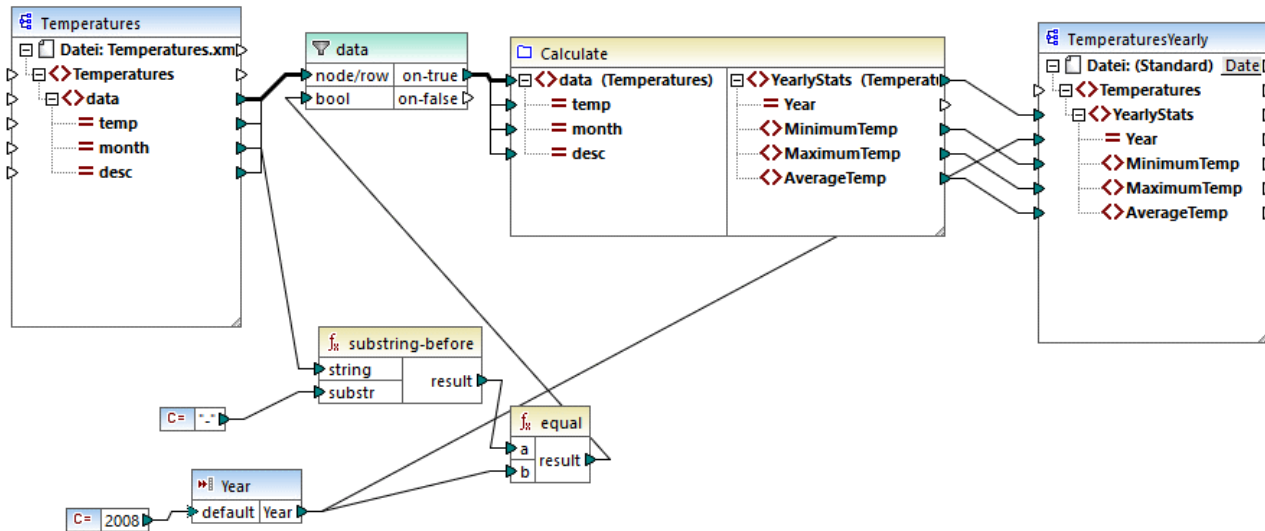 Temperatures
Datei: Temperatures.xm
Temperatures
data
temp
month
desc
data
node/row on-true
bool on-false
Calculate
data (Temperatures)
temp
month
desc
YearlyStats (Temperatu
Year
MinimumTemp
MaximumTemp
AverageTemp
TemperaturesYearly
Datei: (Standard) Date
Temperatures
YearlyStats
Year
MinimumTemp
MaximumTemp
AverageTemp
substring-before
string
substr
result
C= "-"
equal
a
b
result
Year
default Year
C= 2008